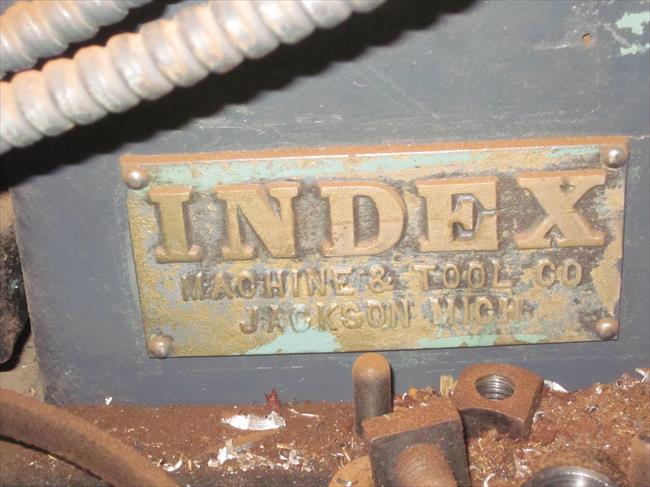 INDEX
MACHINE & TOOL CO
JACKSON MICH.